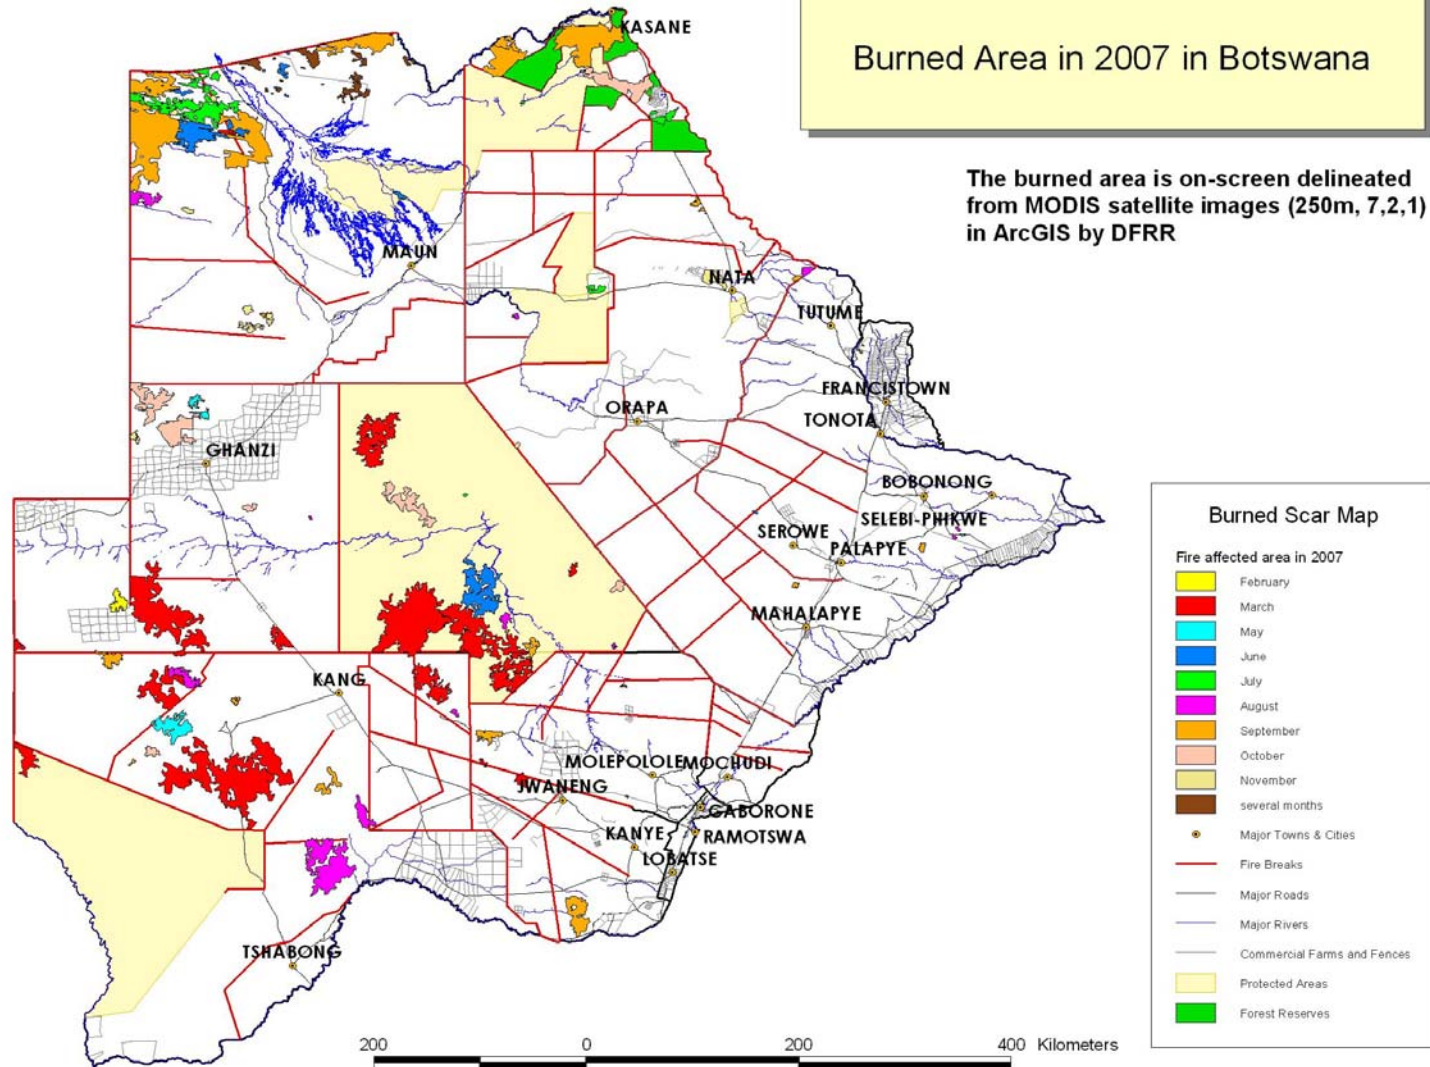 KASANE
Burned Area in 2007 in Botswana
The burned area is on-screen delineated
from MODIS satellite images (250m, 7,2,1)
in ArcGIS by DFRR
MAUN
NATA
TUTUME
FRANCISTOWN
ORAPA
TONOTA
GHANZI
BOBONONG
SELEBI-PHIKWE
SEROWE
PALAPYE
MAHALAPYE
KANG
MOLEPOLOLE
MOCHUDI
JWANENG
GABORONE
KANYE
RAMOTSWA
LOBATSE
TSHABONG
Burned Scar Map
Fire affected area in 2007
February
March
May
June
July
August
September
October
November
several months
Major Towns & Cities
Fire Breaks
Major Roads
Major Rivers
Commercial Farms and Fences
Protected Areas
Forest Reserves
200 0 200 400 Kilometers